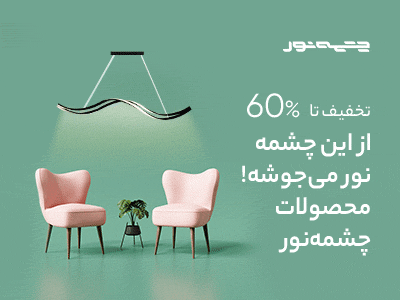 چشمه‌نور
تخفیف تا 60%
از این چشمه
نور می‌جوشه!
محصولات
چشمه‌نور